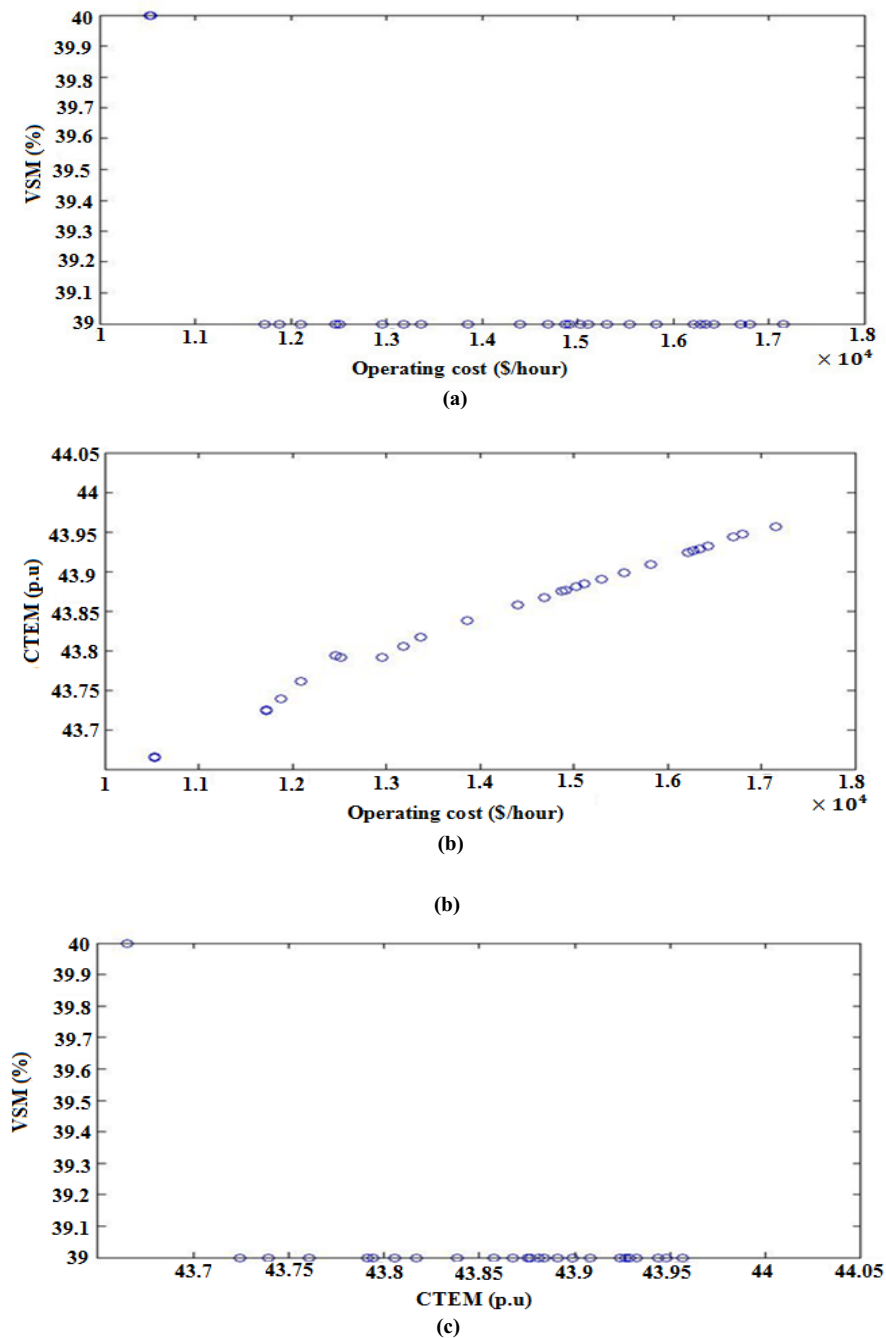 40
39.9
39.8
39.7
39.6
39.5
39.4
39.3
39.2
39.1
39
VSM (%)
1 1.1 1.2 1.3 1.4 1.5 1.6 1.7 1.8
Operating cost ($/hour) × 10⁴
(a)
44.05
44
43.95
43.9
43.85
43.8
43.75
43.7
CTEM (p.u)
1 1.1 1.2 1.3 1.4 1.5 1.6 1.7 1.8
Operating cost ($/hour) × 10⁴
(b)
(b)
40
39.9
39.8
39.7
39.6
39.5
39.4
39.3
39.2
39.1
39
VSM (%)
43.7 43.75 43.8 43.85 43.9 43.95 44 44.05
CTEM (p.u)
(c)